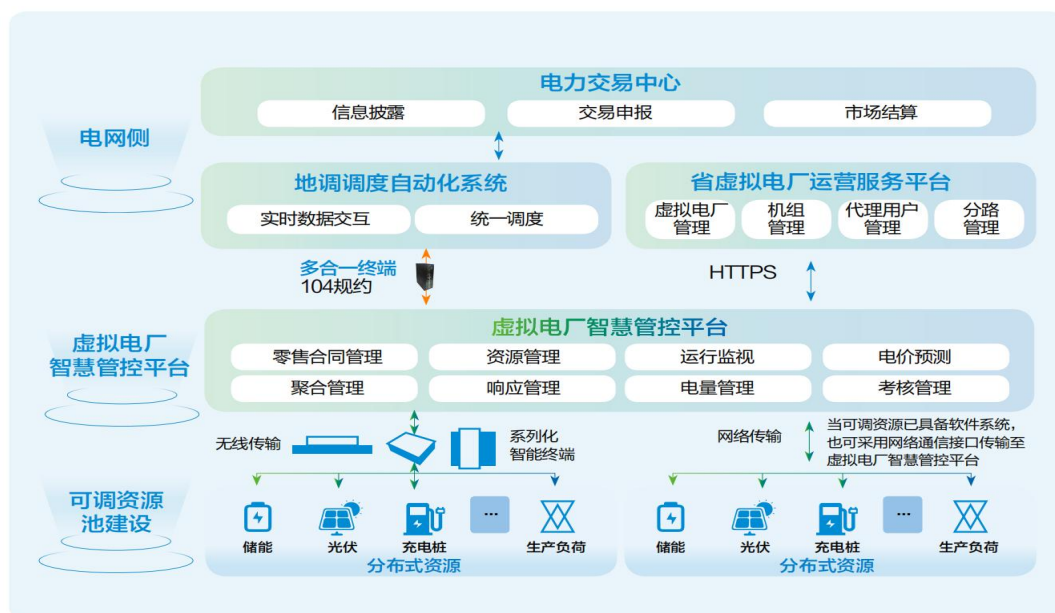 电力交易中心
信息披露
交易申报
市场结算
电网侧
地调调度自动化系统
实时数据交互
统一调度
省虚拟电厂运营服务平台
虚拟电厂
管理
机组
管理
代理用户
管理
分路
管理
多合一终端
104规约
HTTPS
虚拟电厂
智慧管控平台
虚拟电厂智慧管控平台
零售合同管理
资源管理
运行监视
电价预测
聚合管理
响应管理
电量管理
考核管理
无线传输
系列化
智能终端
网络传输
当可调资源已具备软件系统，
也可采用网络通信接口传输至
虚拟电厂智慧管控平台
可调资源
池建设
储能
光伏
充电桩
...
生产负荷
分布式资源
储能
光伏
充电桩
...
生产负荷
分布式资源